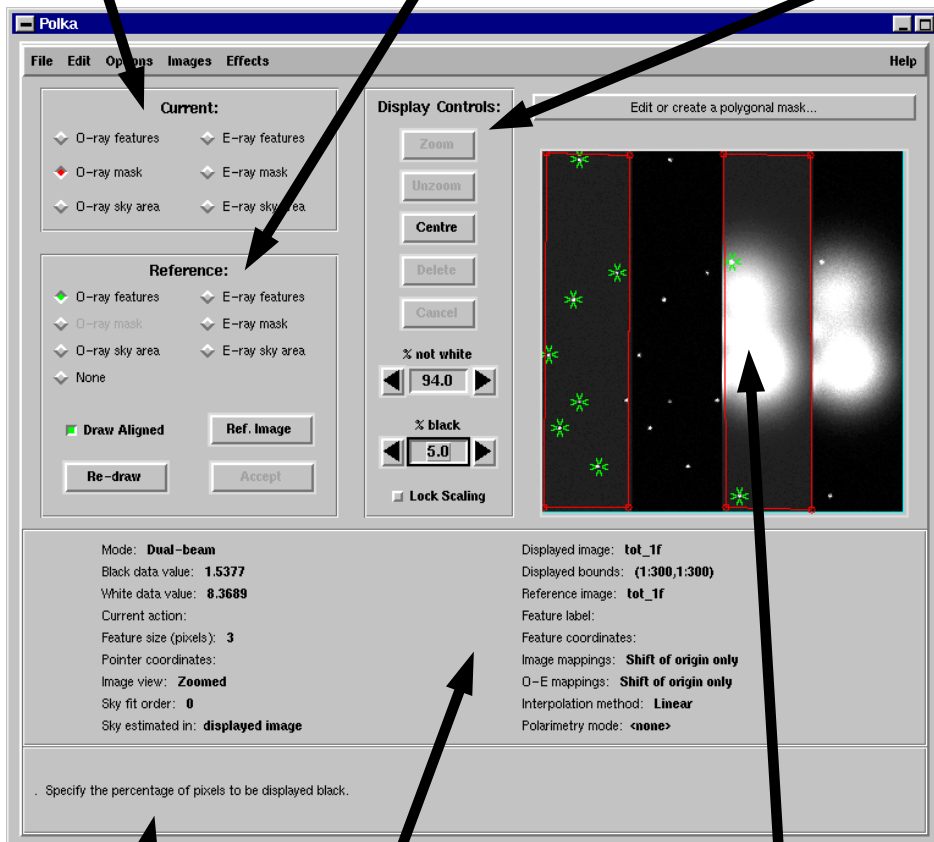 Polka
File Edit Options Images Effects Help
Current:
O-ray features E-ray features
O-ray mask E-ray mask
O-ray sky area E-ray sky area
Reference:
O-ray features E-ray features
O-ray mask E-ray mask
O-ray sky area E-ray sky area
None
Draw Aligned Ref. Image
Re-draw Accept
Display Controls:
Zoom
Unzoom
Centre
Delete
Cancel
% not white
94.0
% black
5.0
Lock Scaling
Edit or create a polygonal mask...
Mode: Dual-beam
Black data value: 1.5377
White data value: 8.3689
Current action:
Feature size (pixels): 3
Pointer coordinates:
Image view: Zoomed
Sky fit order: 0
Sky estimated in: displayed image
Displayed image: tot_1f
Displayed bounds: (1:300,1:300)
Reference image: tot_1f
Feature label:
Feature coordinates:
Image mappings: Shift of origin only
O-E mappings: Shift of origin only
Interpolation method: Linear
Polarimetry mode: <none>
. Specify the percentage of pixels to be displayed black.